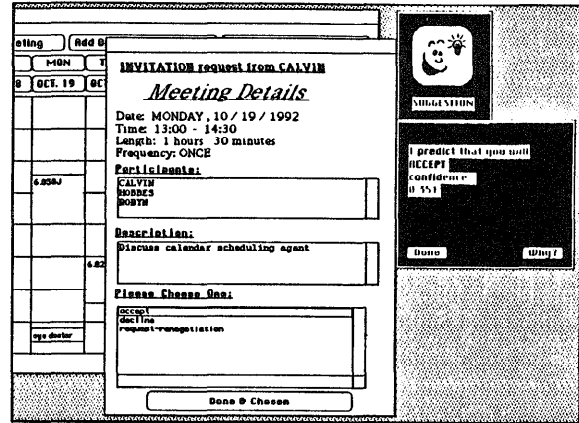 eting
Add
MON
OCT. 19
INVITATION request from CALVIN
Meeting Details
Date: MONDAY, 10 / 19 / 1992
Time: 13:00 - 14:30
Length: 1 hours 30 minutes
Frequency: ONCE
Participants:
CALVIN
HOBBES
ROBYN
Description:
Discuss calendar scheduling agent
Please Choose One:
accept
decline
request-renegotiation
Done & Chosen
eye doctor
SUGGESTION
I predict that you will
ACCEPT
confidence
Done
Why?